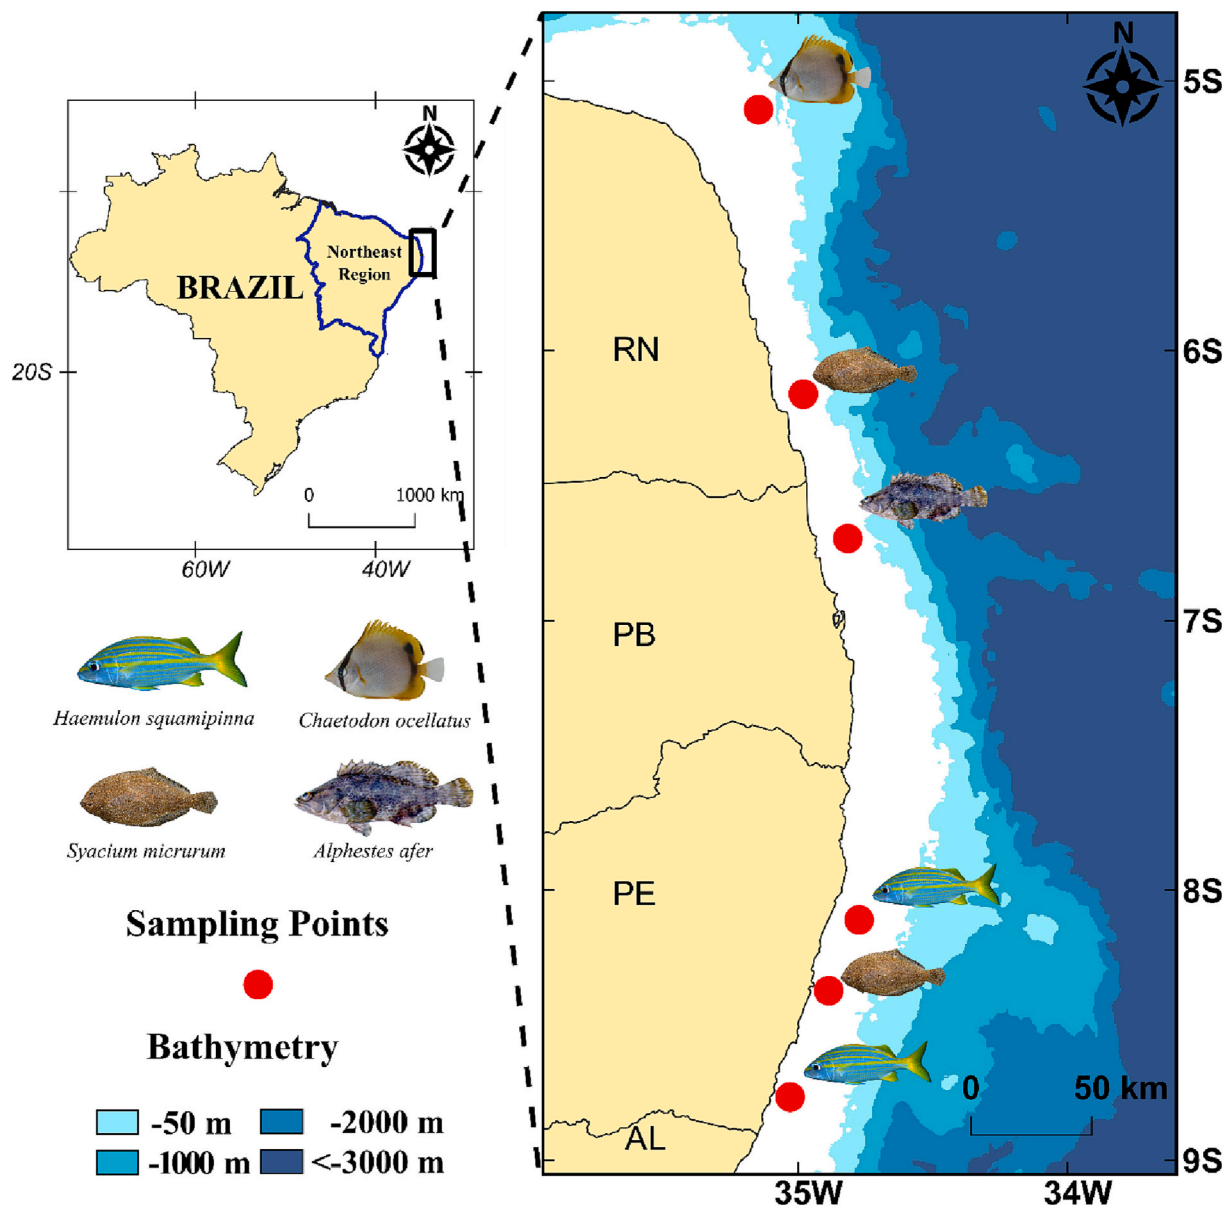 N
20S
BRAZIL
Northeast
Region
0 1000 km
60W 40W
Haemulon squamipinna
Chaetodon ocellatus
Syacium micrurum
Alphestes afer
Sampling Points
Bathymetry
-50 m
-2000 m
-1000 m
<-3000 m
N
5S
RN
6S
PB
7S
PE
8S
0 50 km
AL
9S
35W 34W